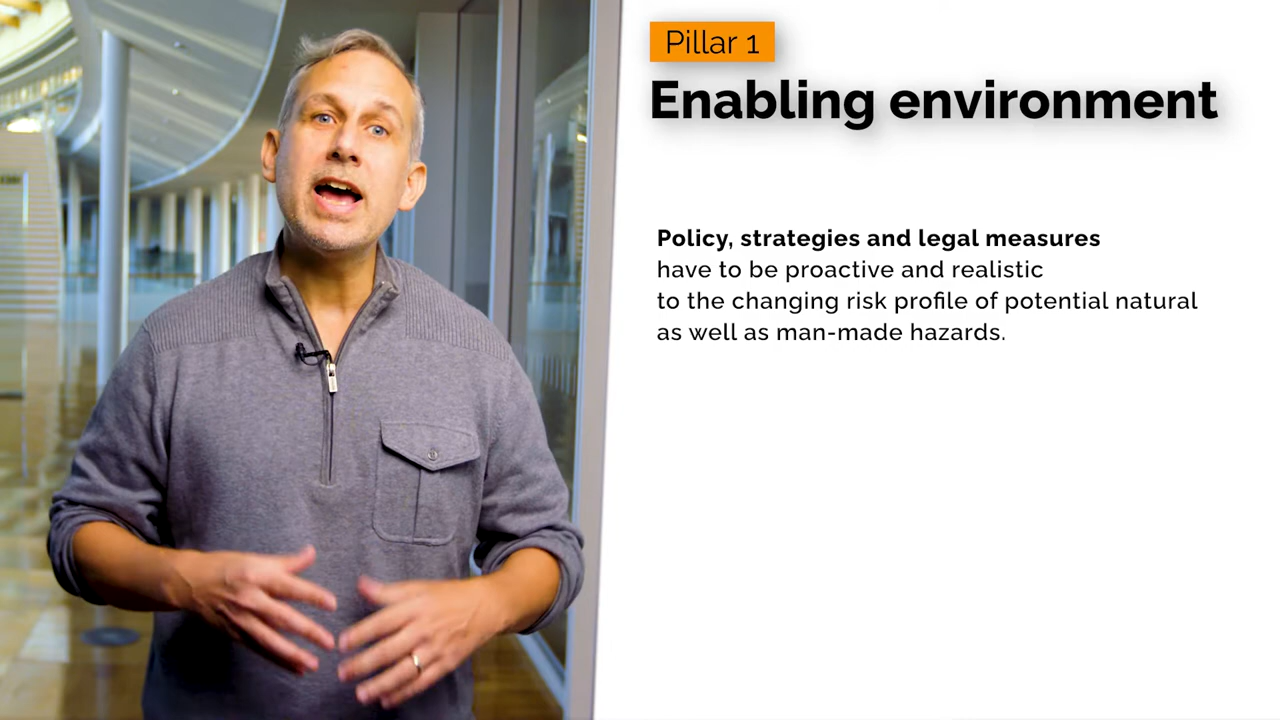 Pillar 1
Enabling environment
Policy, strategies and legal measures
have to be proactive and realistic
to the changing risk profile of potential natural
as well as man-made hazards.